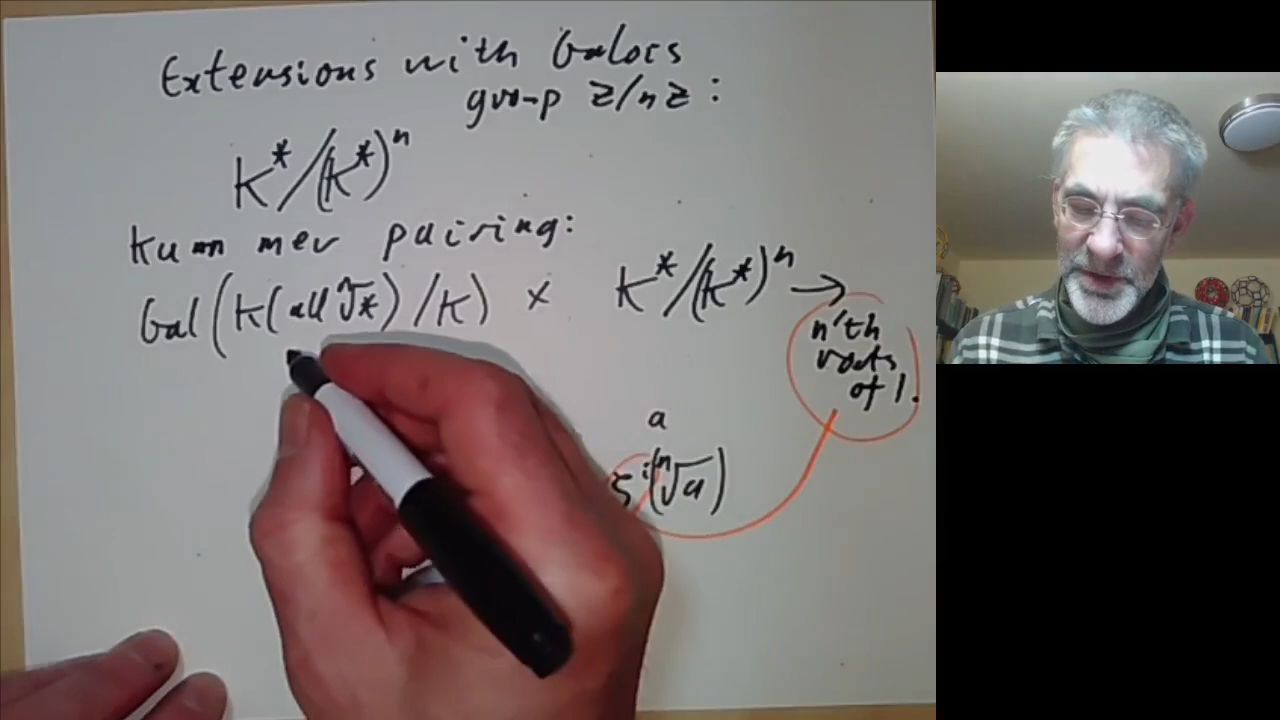 Extensions with Galois
group Z/nZ:
K*/(K*)^n
Kummer pairing:
Gal(K(all ⁿ√*)/K) × K*/(K*)^n →
n'th
roots
of 1.
a
ζ^i(ⁿ√a)